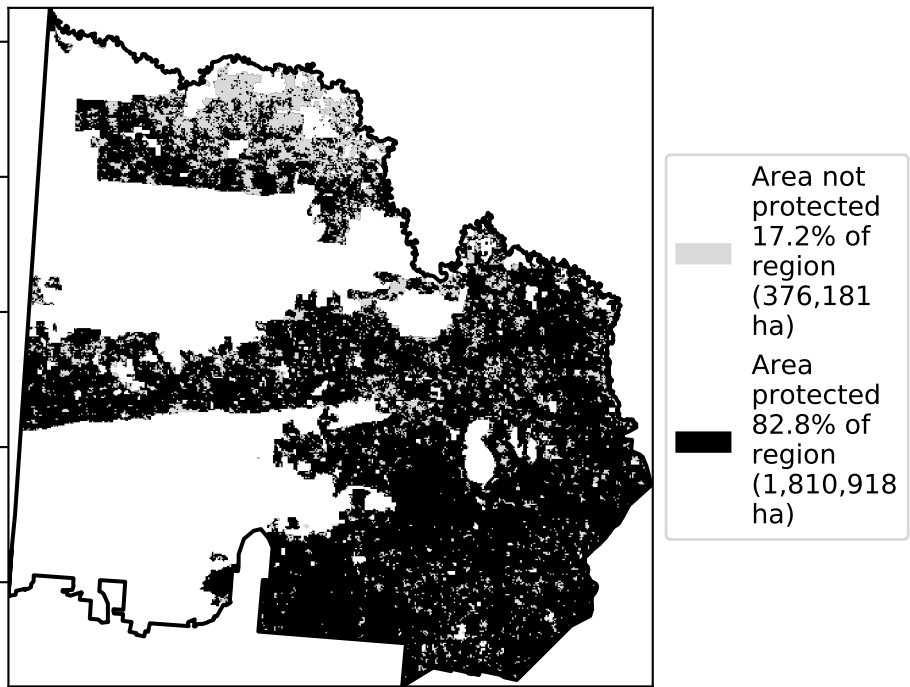 Area not
protected
17.2% of
region
(376,181
ha)
Area
protected
82.8% of
region
(1,810,918
ha)